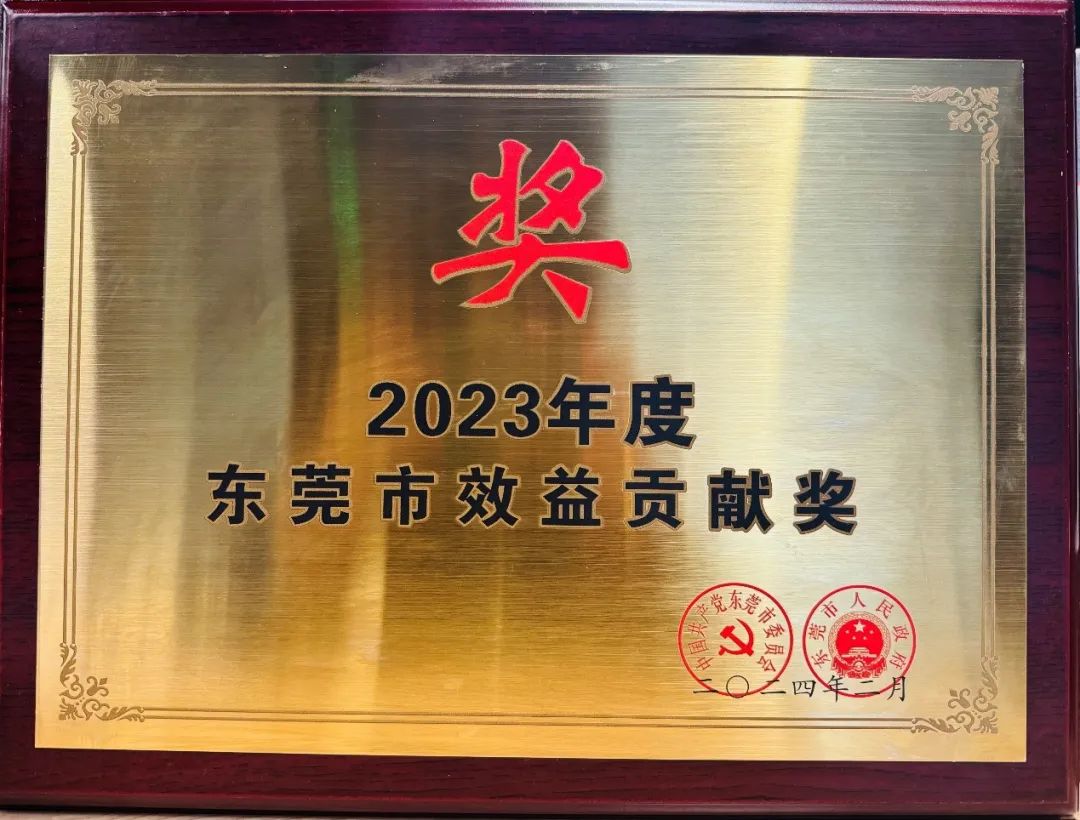 奖
2023年度
东莞市效益贡献奖
中国共产党东莞市委员会
东莞市人民政府
二〇二四年二月